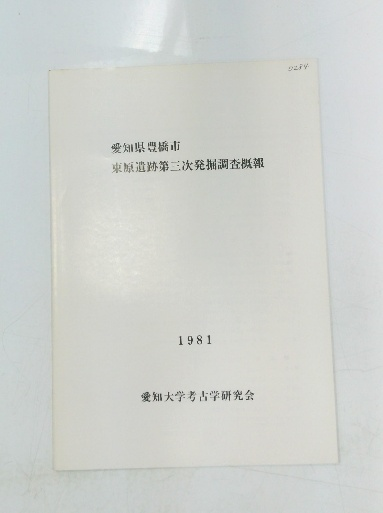 0284
愛知県豊橋市
東原遺跡第三次発掘調査概報
1981
愛知大学考古学研究会